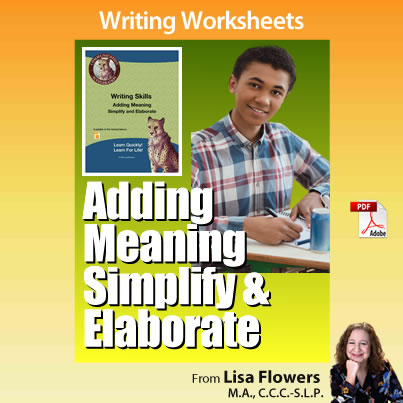 Writing Worksheets
Writing Skills
Adding Meaning
Simplify and Elaborate
Learn Quickly!
Learn For Life!
Adding
Meaning
Simplify &
Elaborate
PDF
Adobe
From Lisa Flowers
M.A., C.C.C.-S.L.P.